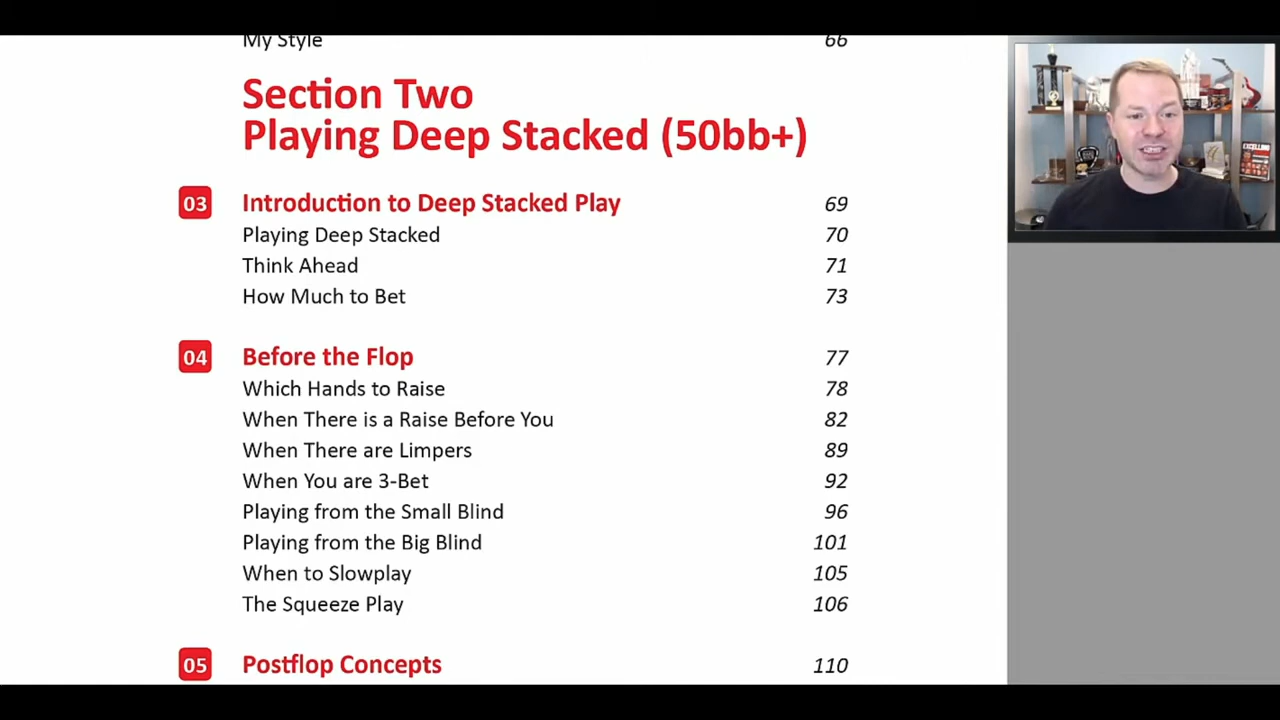 My Style 66
Section Two
Playing Deep Stacked (50bb+)
03 Introduction to Deep Stacked Play 69
Playing Deep Stacked 70
Think Ahead 71
How Much to Bet 73
04 Before the Flop 77
Which Hands to Raise 78
When There is a Raise Before You 82
When There are Limpers 89
When You are 3-Bet 92
Playing from the Small Blind 96
Playing from the Big Blind 101
When to Slowplay 105
The Squeeze Play 106
05 Postflop Concepts 110
EXCELLING